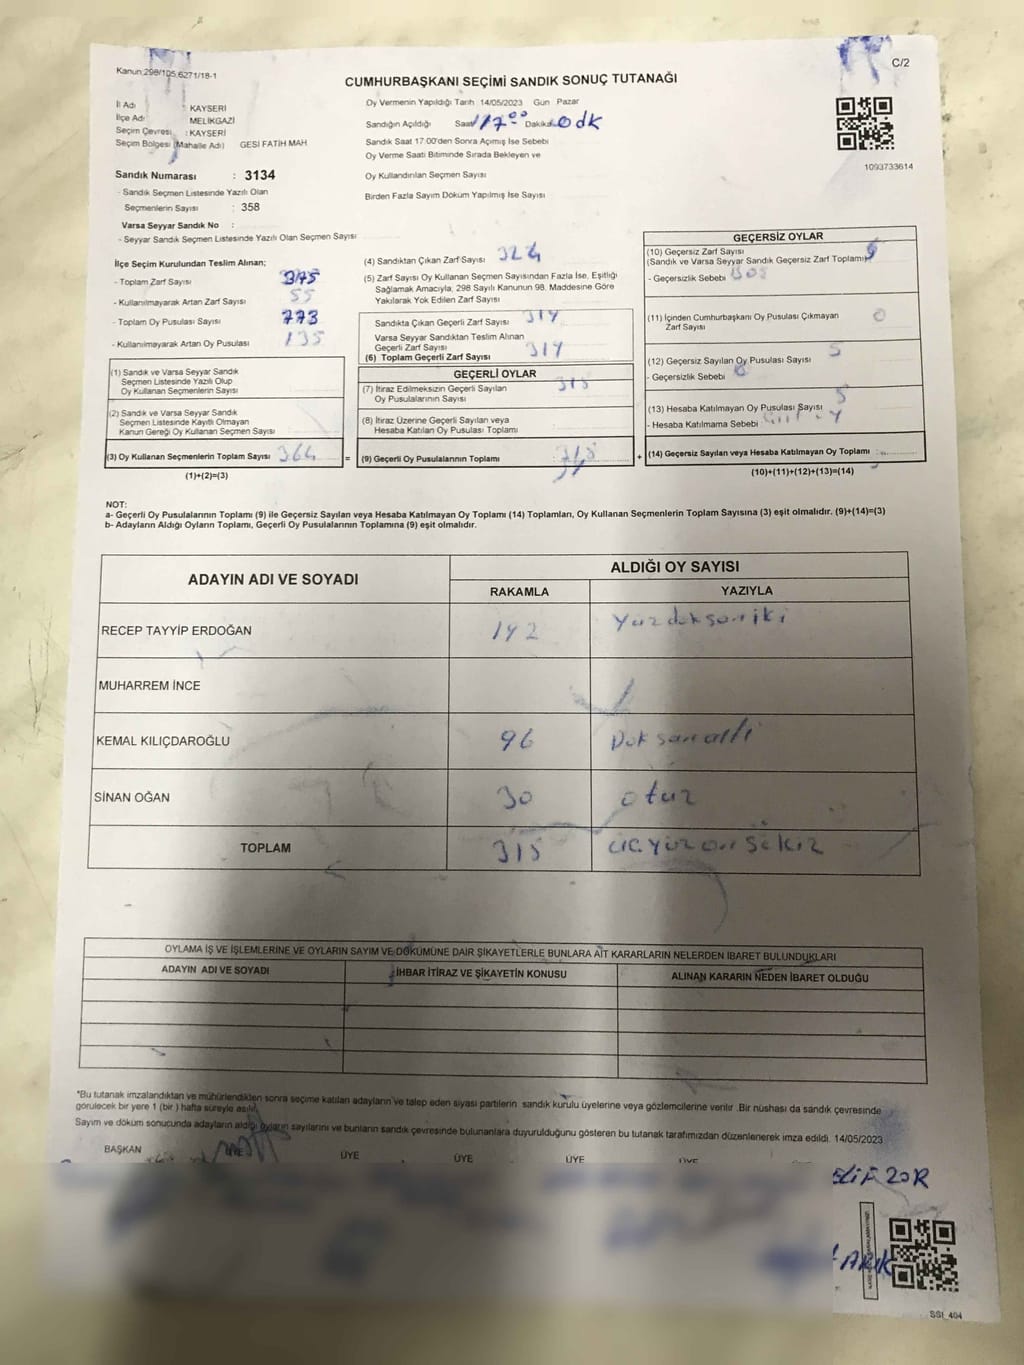 Kanun 298/105,6271/18-1
C/2
CUMHURBAŞKANI SEÇİMİ SANDIK SONUÇ TUTANAĞI
İl Adı : KAYSERİ
İlçe Adı : MELİKGAZİ
Seçim Çevresi : KAYSERİ
Seçim Bölgesi (Mahalle Adı) GESİ FATİH MAH
Sandık Numarası : 3134
- Sandık Seçmen Listesinde Yazılı Olan
Seçmenlerin Sayısı : 358
Varsa Seyyar Sandık No :
- Seyyar Sandık Seçmen Listesinde Yazılı Olan Seçmen Sayısı
Oy Vermenin Yapıldığı Tarih 14/05/2023 Gün Pazar
Sandığın Açıldığı Saat 17:00 Dakika 0 dk
Sandık Saat 17:00'den Sonra Açımış İse Sebebi
Oy Verme Saati Bitiminde Sırada Bekleyen ve
Oy Kullandırılan Seçmen Sayısı
Birden Fazla Sayım Döküm Yapılmış İse Sayısı
1093733614
İlçe Seçim Kurulundan Teslim Alınan;
- Toplam Zarf Sayısı
- Kullanılmayarak Artan Zarf Sayısı 55
- Toplam Oy Pusulası Sayısı
- Kullanılmayarak Artan Oy Pusulası 135
(1) Sandık ve Varsa Seyyar Sandık
Seçmen Listesinde Yazılı Olup
Oy Kullanan Seçmenlerin Sayısı
(2) Sandık ve Varsa Seyyar Sandık
Seçmen Listesinde Kayıtlı Olmayan
Kanun Gereği Oy Kullanan Seçmen Sayısı
(3) Oy Kullanan Seçmenlerin Toplam Sayısı 364 =
(1)+(2)=(3)
(4) Sandıktan Çıkan Zarf Sayısı 324
(5) Zarf Sayısı Oy Kullanan Seçmen Sayısından Fazla İse, Eşitliği
Sağlamak Amacıyla, 298 Sayılı Kanunun 98. Maddesine Göre
Yakılarak Yok Edilen Zarf Sayısı
Sandıkta Çıkan Geçerli Zarf Sayısı 314
Varsa Seyyar Sandıktan Teslim Alınan
Geçerli Zarf Sayısı
(6) Toplam Geçerli Zarf Sayısı 314
GEÇERLİ OYLAR
(7) İtiraz Edilmeksizin Geçerli Sayılan
Oy Pusulalarının Sayısı 315
(8) İtiraz Üzerine Geçerli Sayılan veya
Hesaba Katılan Oy Pusulası Toplamı
(9) Geçerli Oy Pusulalarının Toplamı +
GEÇERSİZ OYLAR
(10) Geçersiz Zarf Sayısı
(Sandık ve Varsa Seyyar Sandık Geçersiz Zarf Toplamı)
- Geçersizlik Sebebi
(11) İçinden Cumhurbaşkanı Oy Pusulası Çıkmayan
Zarf Sayısı 0
(12) Geçersiz Sayılan Oy Pusulası Sayısı 5
- Geçersizlik Sebebi
(13) Hesaba Katılmayan Oy Pusulası Sayısı 5
- Hesaba Katılmama Sebebi
(14) Geçersiz Sayılan veya Hesaba Katılmayan Oy Toplamı :
(10)+(11)+(12)+(13)=(14)
NOT:
a- Geçerli Oy Pusulalarının Toplamı (9) ile Geçersiz Sayılan veya Hesaba Katılmayan Oy Toplamı (14) Toplamları, Oy Kullanan Seçmenlerin Toplam Sayısına (3) eşit olmalıdır. (9)+(14)=(3)
b- Adayların Aldığı Oyların Toplamı, Geçerli Oy Pusulalarının Toplamına (9) eşit olmalıdır.
ADAYIN ADI VE SOYADI
ALDIĞI OY SAYISI
RAKAMLA YAZIYLA
RECEP TAYYİP ERDOĞAN 192 Yüzdoksaniki
MUHARREM İNCE
KEMAL KILIÇDAROĞLU 96 Doksanaltı
SİNAN OĞAN 30 otuz
TOPLAM 315 üçyüzonsekiz
OYLAMA İŞ VE İŞLEMLERİNE VE OYLARIN SAYIM VE DÖKÜMÜNE DAİR ŞİKAYETLERLE BUNLARA AİT KARARLARIN NELERDEN İBARET BULUNDUKLARI
ADAYIN ADI VE SOYADI İHBAR İTİRAZ VE ŞİKAYETİN KONUSU ALINAN KARARIN NEDEN İBARET OLDUĞU
*Bu tutanak imzalandıktan ve mühürlendikten sonra seçime katılan adayların ve talep eden siyasi partilerin sandık kurulu üyelerine veya gözlemcilerine verilir. Bir nüshası da sandık çevresinde
görülecek bir yere 1 (bir ) hafta süreyle asılır.
Sayım ve döküm sonucunda adayların aldığı oyların sayılarını ve bunların sandık çevresinde bulunanlara duyurulduğunu gösteren bu tutanak tarafımızdan düzenlenerek imza edildi. 14/05/2023
BAŞKAN ÜYE ÜYE ÜYE ÜYE
ELİF ZOR
SSI_404